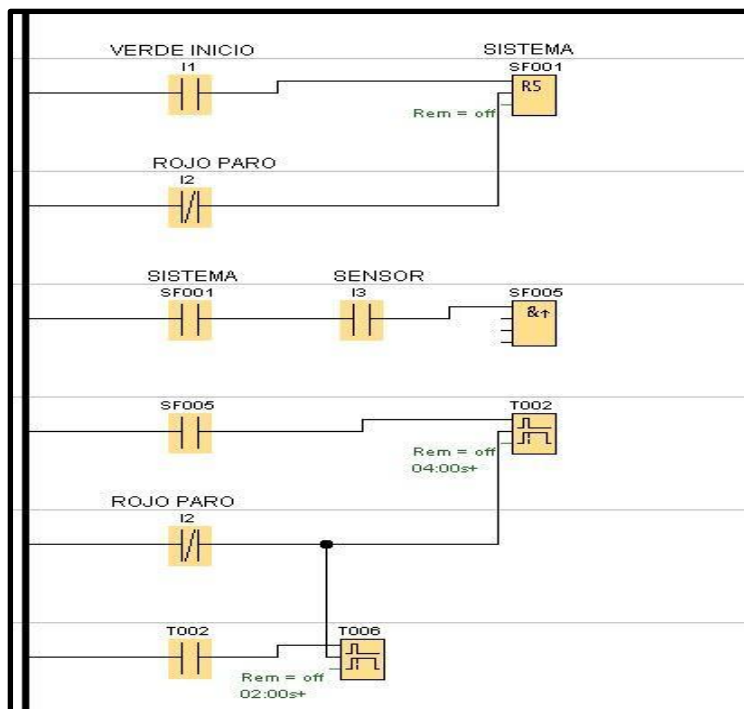 VERDE INICIO
I1
SISTEMA
SF001
RS
Rem = off
ROJO PARO
I2
SISTEMA
SF001
SENSOR
I3
SF005
&↑
SF005
T002
Rem = off
04:00s+
ROJO PARO
I2
T002
T006
Rem = off
02:00s+